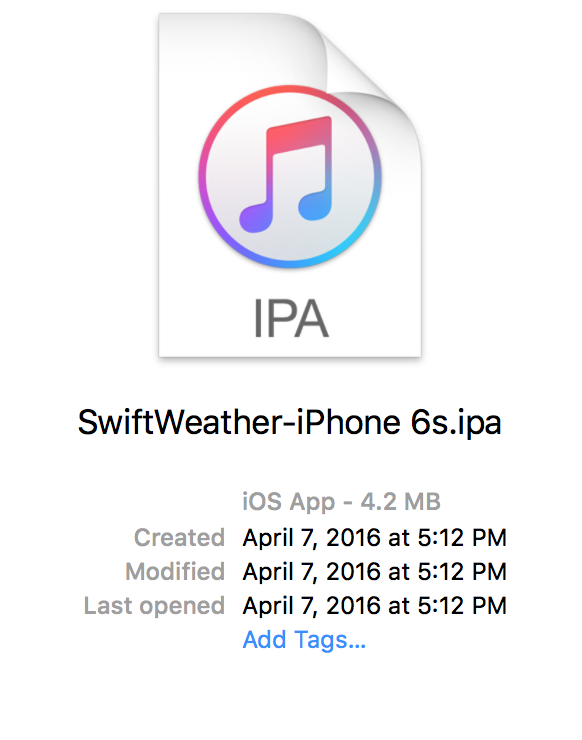 IPA
SwiftWeather-iPhone 6s.ipa
iOS App - 4.2 MB
Created April 7, 2016 at 5:12 PM
Modified April 7, 2016 at 5:12 PM
Last opened April 7, 2016 at 5:12 PM
Add Tags...